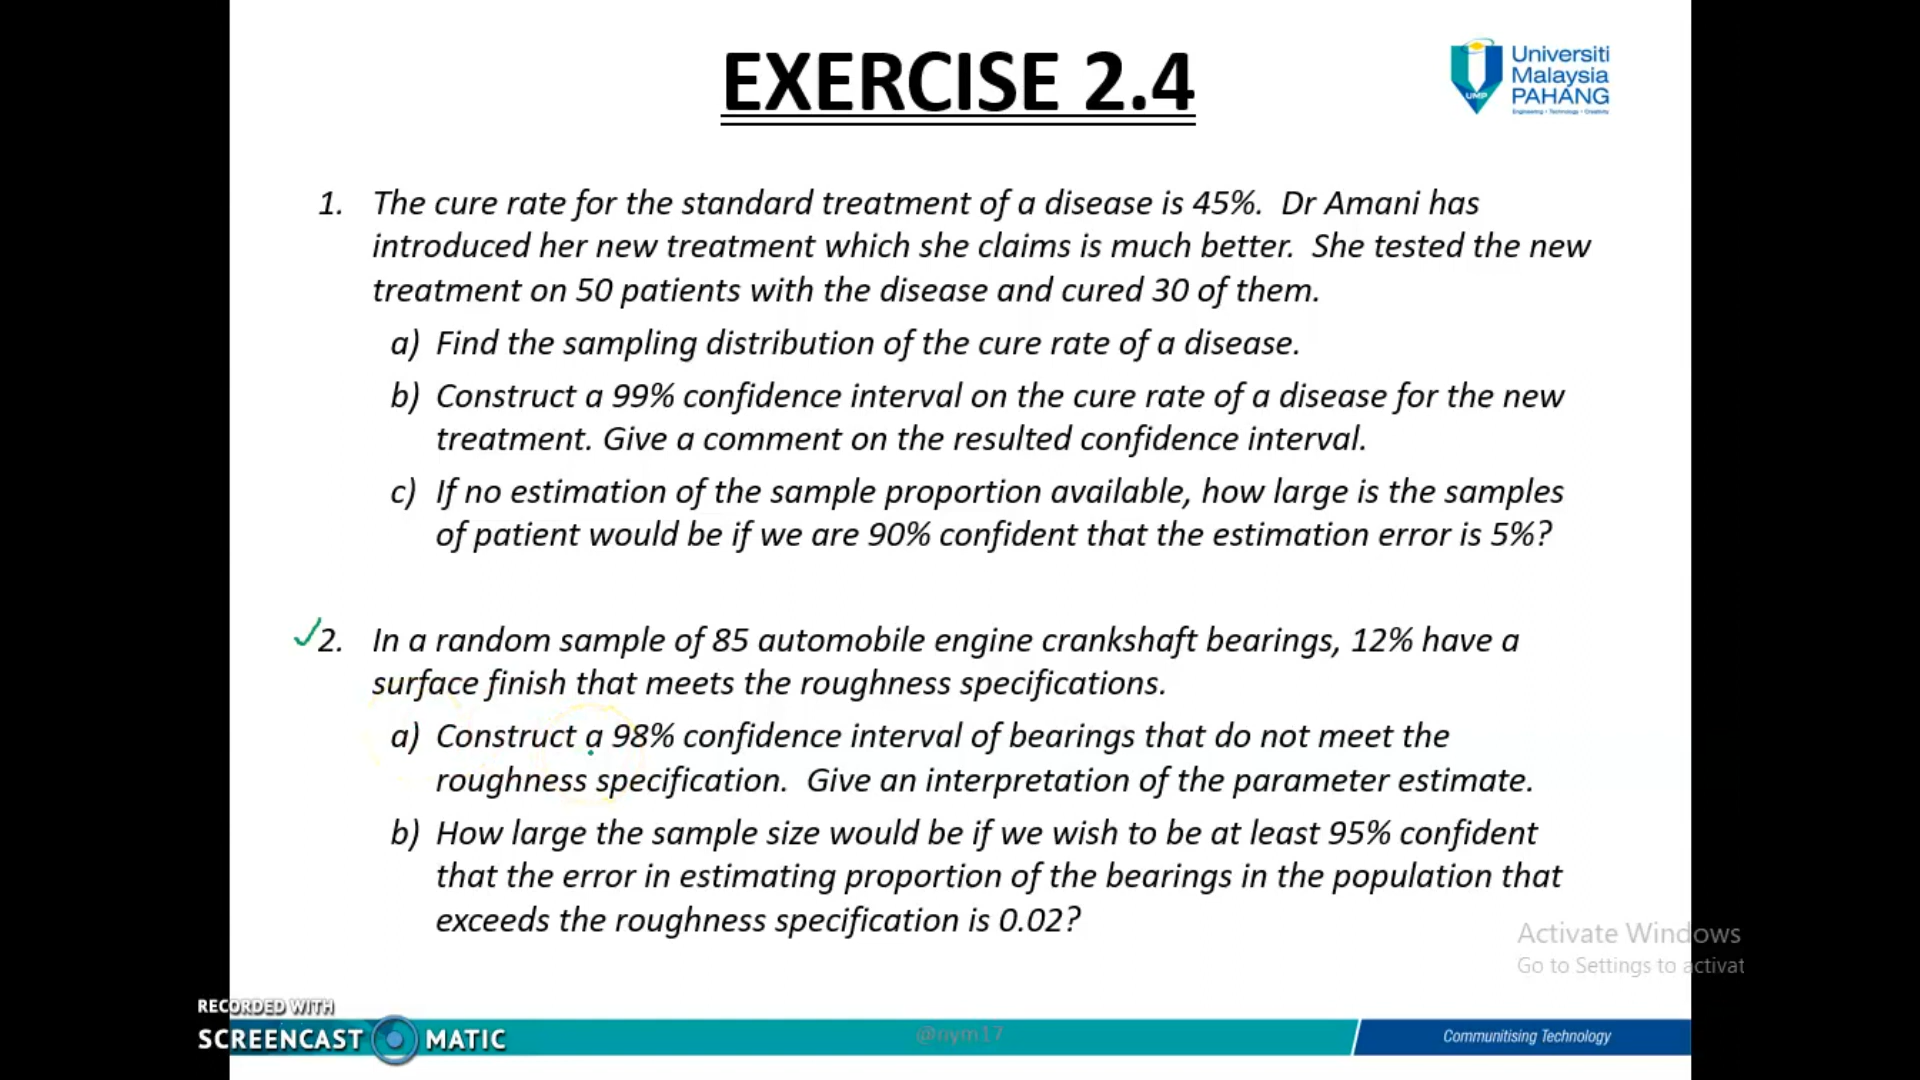 EXERCISE 2.4
Universiti
Malaysia
PAHANG
UMP
Engineering • Technology • Creativity
1. The cure rate for the standard treatment of a disease is 45%. Dr Amani has
introduced her new treatment which she claims is much better. She tested the new
treatment on 50 patients with the disease and cured 30 of them.
a) Find the sampling distribution of the cure rate of a disease.
b) Construct a 99% confidence interval on the cure rate of a disease for the new
treatment. Give a comment on the resulted confidence interval.
c) If no estimation of the sample proportion available, how large is the samples
of patient would be if we are 90% confident that the estimation error is 5%?
2. In a random sample of 85 automobile engine crankshaft bearings, 12% have a
surface finish that meets the roughness specifications.
a) Construct a 98% confidence interval of bearings that do not meet the
roughness specification. Give an interpretation of the parameter estimate.
b) How large the sample size would be if we wish to be at least 95% confident
that the error in estimating proportion of the bearings in the population that
exceeds the roughness specification is 0.02?
Activate Windows
Go to Settings to activat
RECORDED WITH
SCREENCAST MATIC
@nym17
Communitising Technology